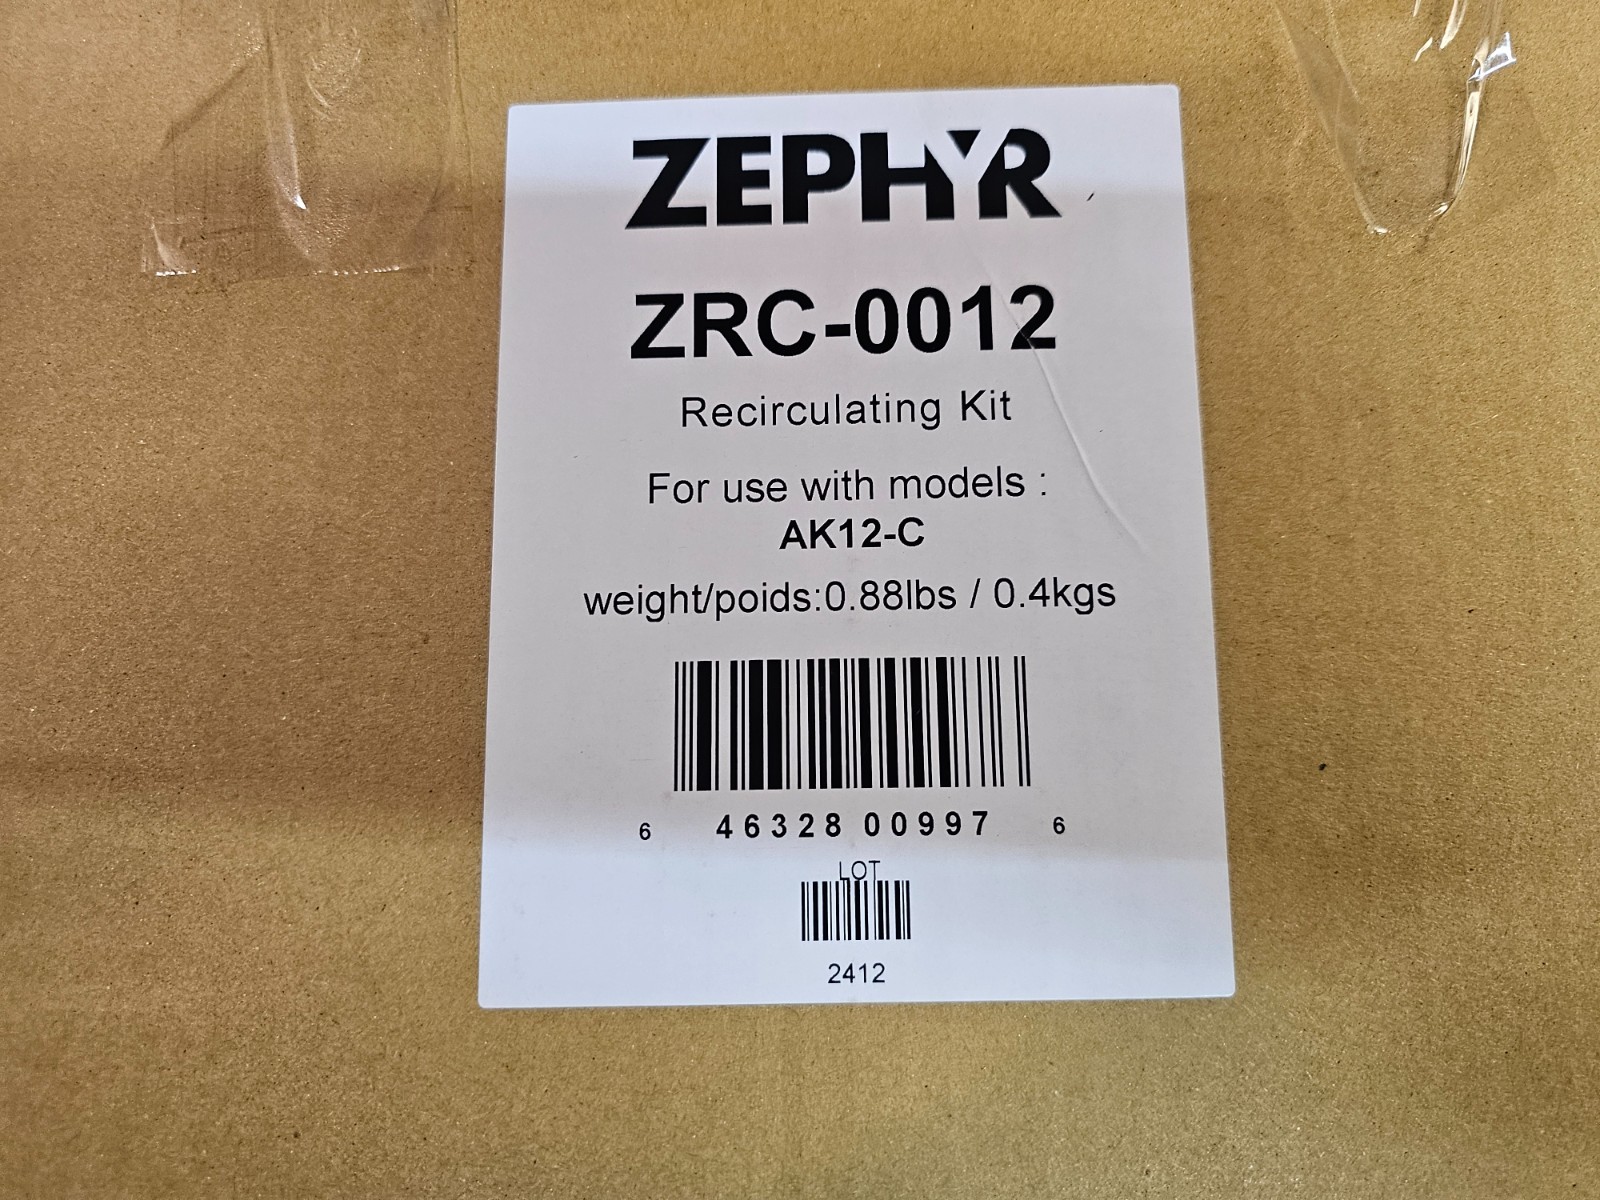 ZEPHYR
ZRC-0012
Recirculating Kit
For use with models :
AK12-C
weight/poids:0.88lbs / 0.4kgs
6 46328 00997 6
LOT
2412